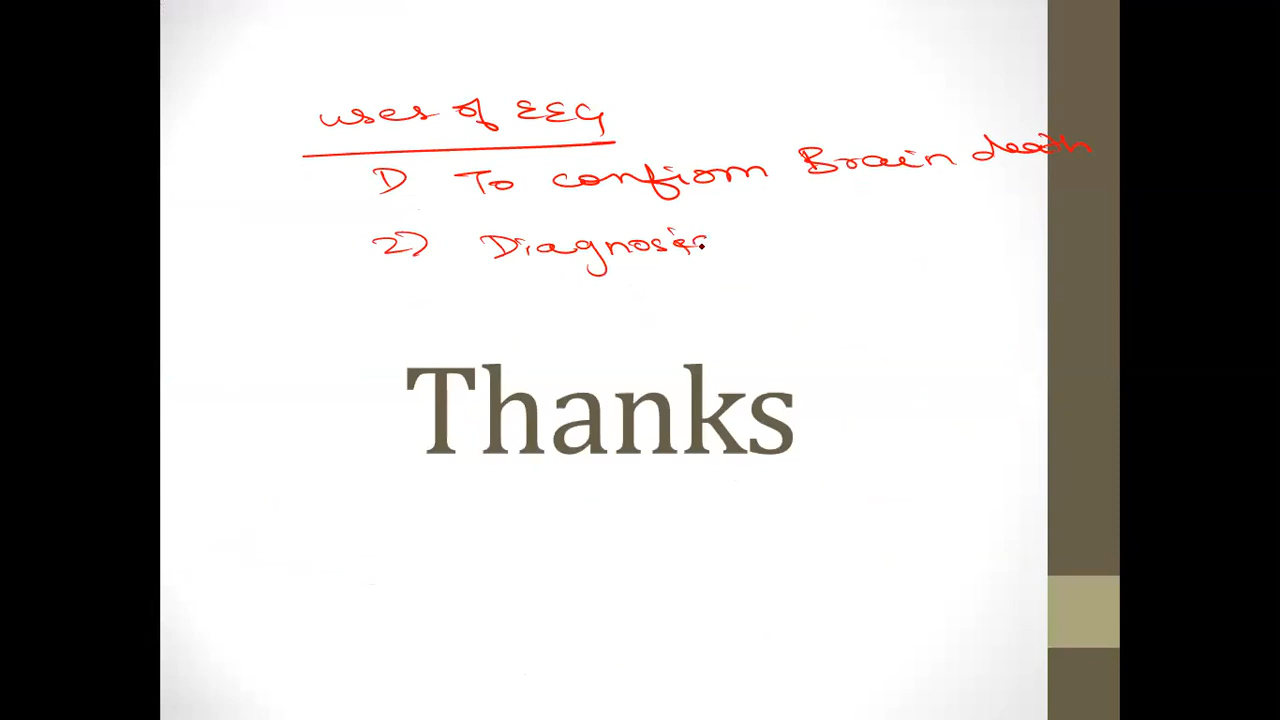 uses of EEG
1) To confirm Brain death
2) Diagnosis
Thanks